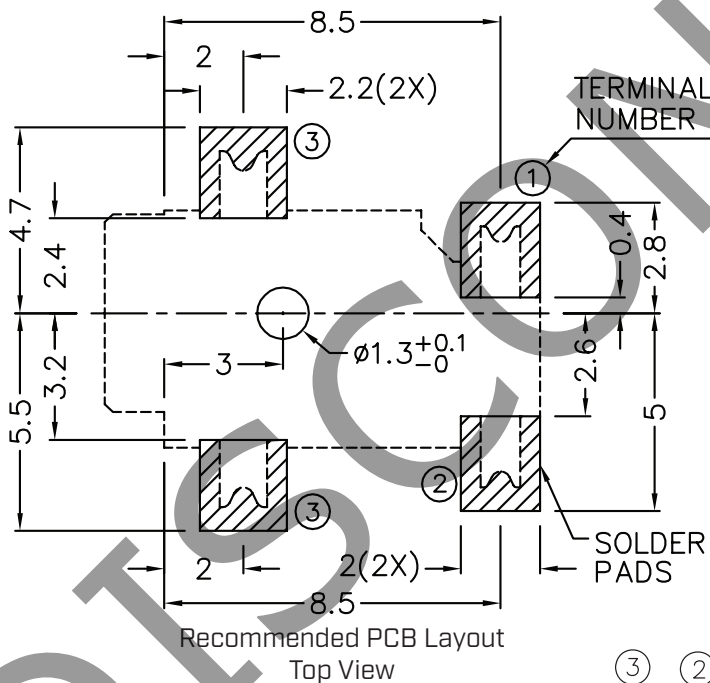 8.5
2
2.2(2X)
TERMINAL
NUMBER
3
1
4.7
2.4
0.4
2.8
3
ø1.3+0.1
-0
3.2
5.5
2.6
5
2
3
SOLDER
PADS
2
2(2X)
8.5
Recommended PCB Layout
Top View
3 2